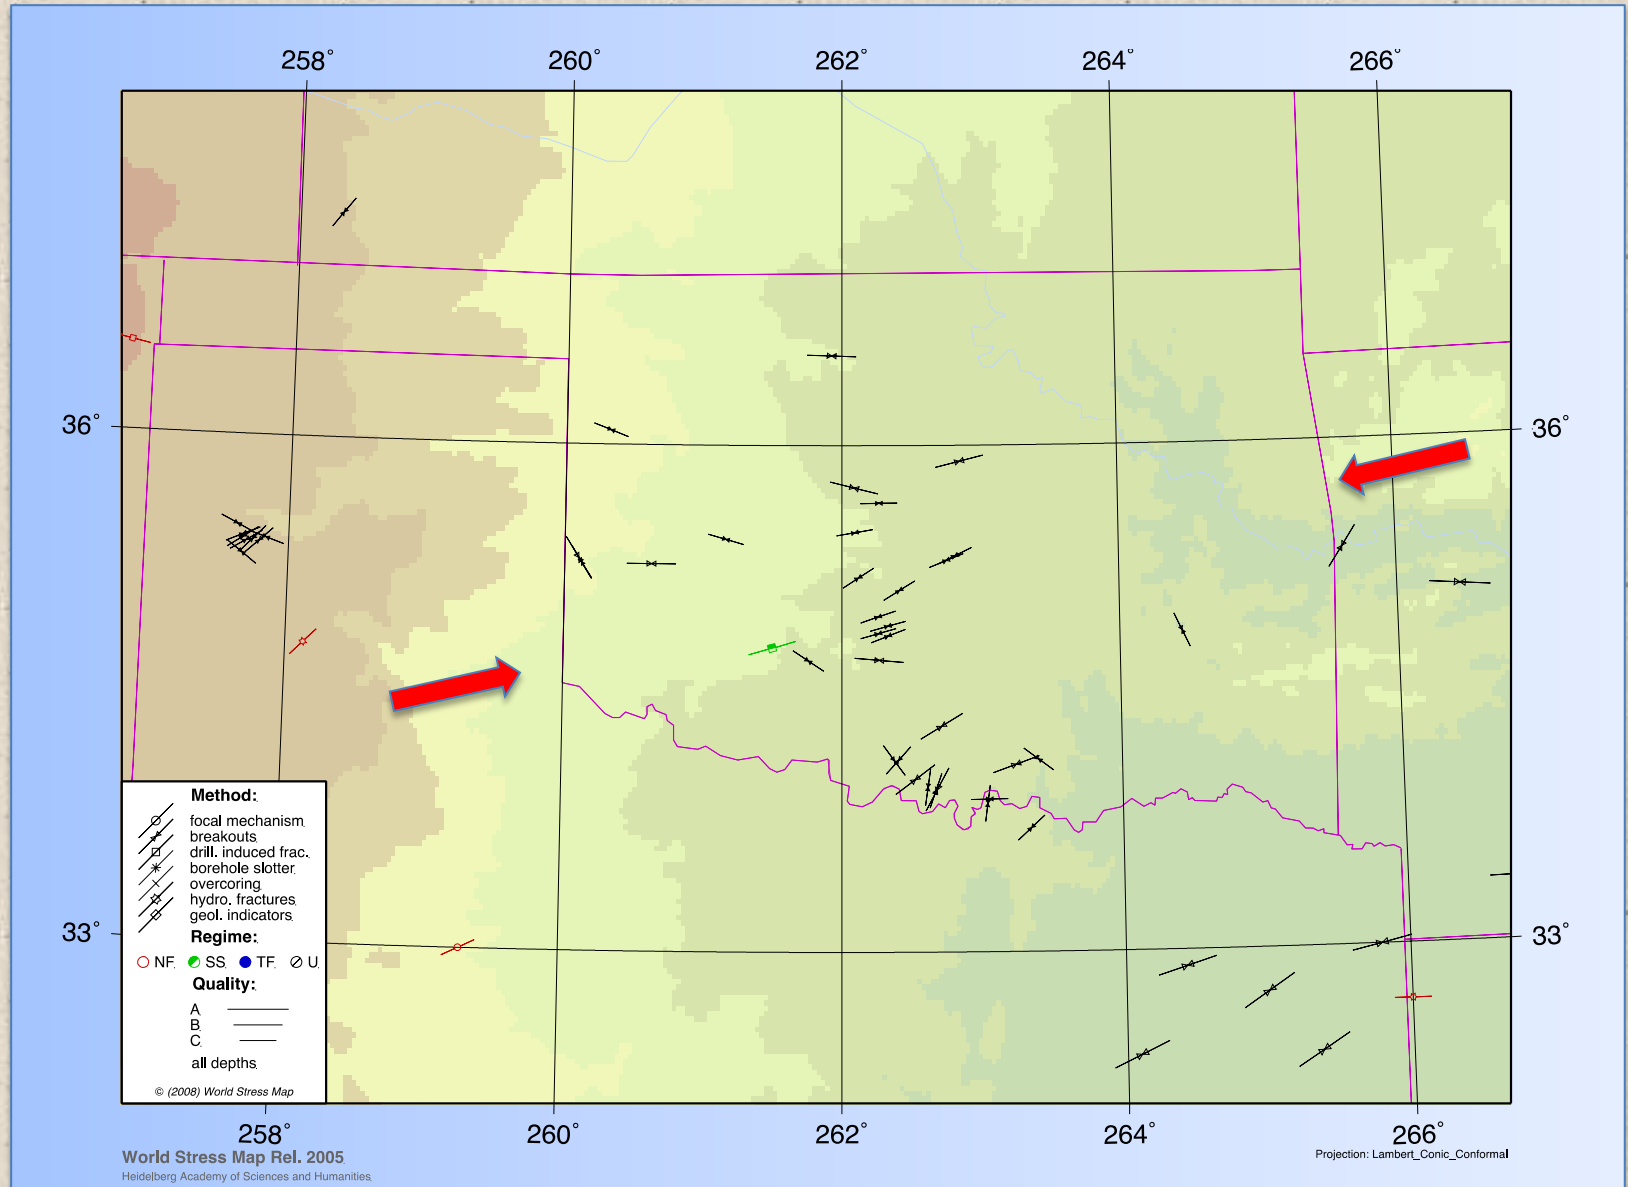 258° 260° 262° 264° 266°
36° 36°
33° 33°
Method:
focal mechanism
breakouts
drill. induced frac.
borehole slotter
overcoring
hydro. fractures
geol. indicators
Regime:
NF SS TF U
Quality:
A
B
C
all depths
© (2008) World Stress Map
258° 260° 262° 264° 266°
World Stress Map Rel. 2005
Heidelberg Academy of Sciences and Humanities
Projection: Lambert_Conic_Conformal